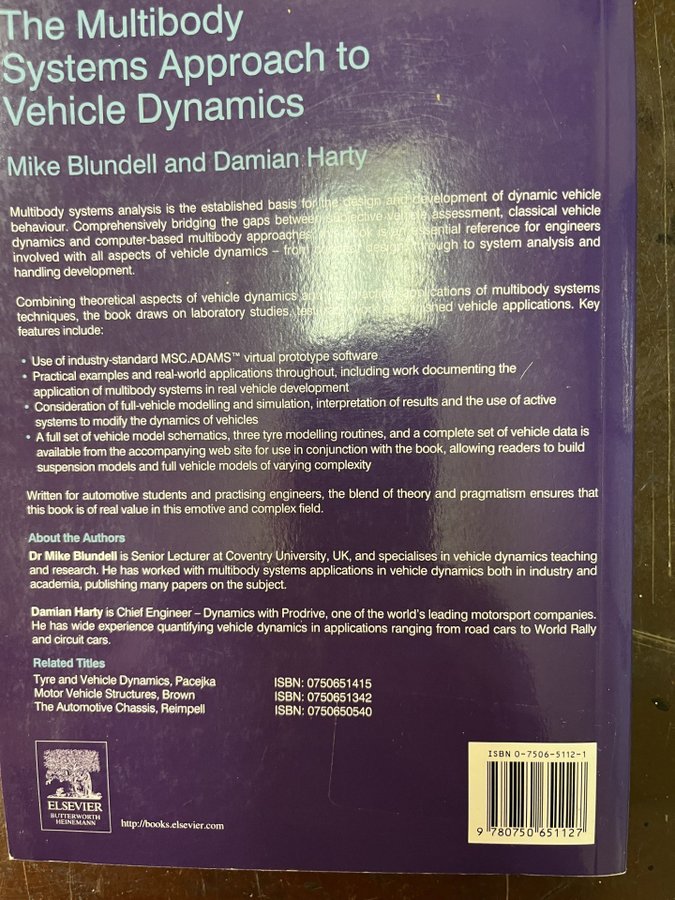 The Multibody
Systems Approach to
Vehicle Dynamics
Mike Blundell and Damian Harty
Multibody systems analysis is the established basis for the design and development of dynamic vehicle
behaviour. Comprehensively bridging the gaps between subjective vehicle assessment, classical vehicle
dynamics and computer-based multibody approaches, book is an essential reference for engineers
involved with all aspects of vehicle dynamics – from design through to system analysis and
handling development.
Combining theoretical aspects of vehicle dynamics practical applications of multibody systems
techniques, the book draws on laboratory studies, vehicle applications. Key
features include:
• Use of industry-standard MSC.ADAMS™ virtual prototype software
• Practical examples and real-world applications throughout, including work documenting the
application of multibody systems in real vehicle development
• Consideration of full-vehicle modelling and simulation, interpretation of results and the use of active
systems to modify the dynamics of vehicles
• A full set of vehicle model schematics, three tyre modelling routines, and a complete set of vehicle data is
available from the accompanying web site for use in conjunction with the book, allowing readers to build
suspension models and full vehicle models of varying complexity
Written for automotive students and practising engineers, the blend of theory and pragmatism ensures that
this book is of real value in this emotive and complex field.
About the Authors
Dr Mike Blundell is Senior Lecturer at Coventry University, UK, and specialises in vehicle dynamics teaching
and research. He has worked with multibody systems applications in vehicle dynamics both in industry and
academia, publishing many papers on the subject.
Damian Harty is Chief Engineer – Dynamics with Prodrive, one of the world's leading motorsport companies.
He has wide experience quantifying vehicle dynamics in applications ranging from road cars to World Rally
and circuit cars.
Related Titles
Tyre and Vehicle Dynamics, Pacejka ISBN: 0750651415
Motor Vehicle Structures, Brown ISBN: 0750651342
The Automotive Chassis, Reimpell ISBN: 0750650540
ELSEVIER
BUTTERWORTH
HEINEMANN
http://books.elsevier.com
ISBN 0-7506-5112-1
9 780750 651127